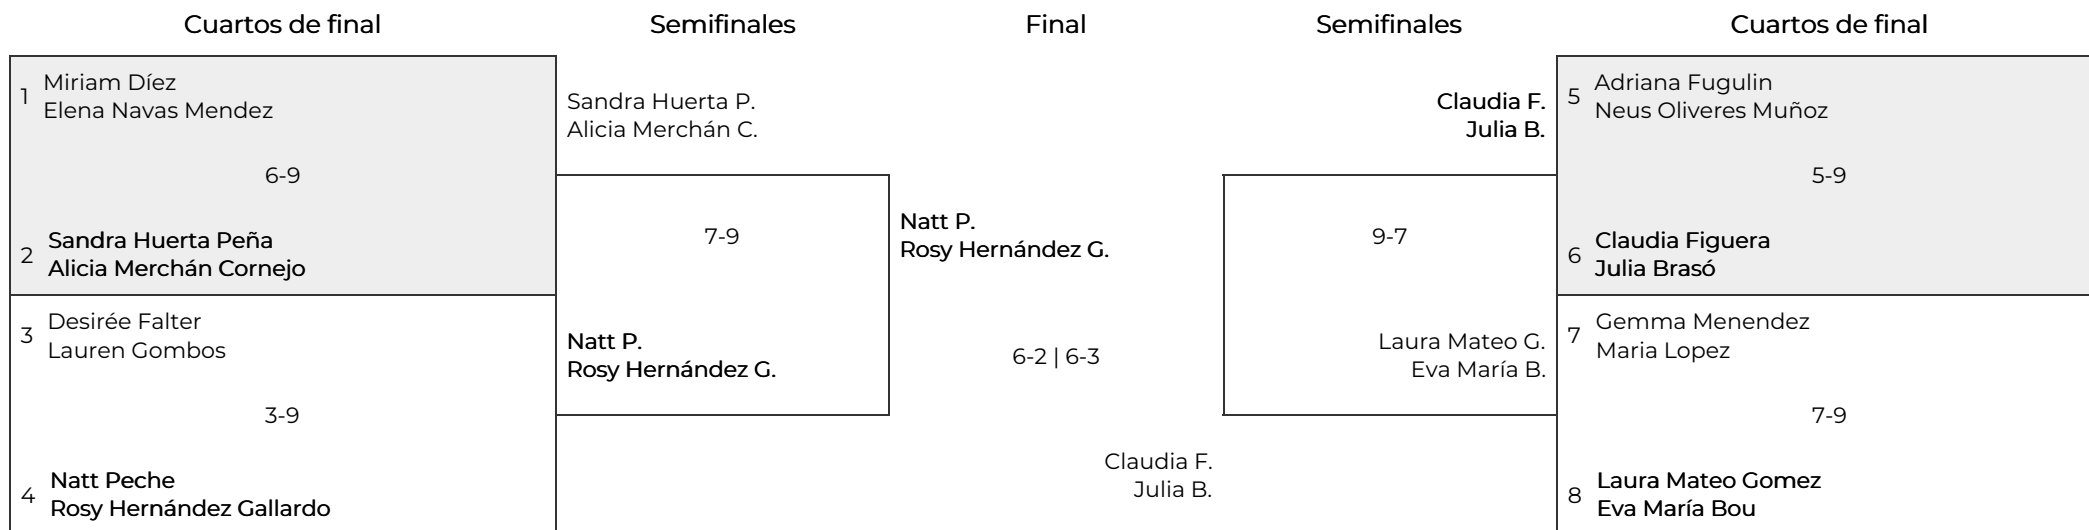 Cuartos de final
Semifinales
Final
Semifinales
Cuartos de final
1
Miriam Díez
Elena Navas Mendez
6-9
2
Sandra Huerta Peña
Alicia Merchán Cornejo
3
Desirée Falter
Lauren Gombos
3-9
4
Natt Peche
Rosy Hernández Gallardo
Sandra Huerta P.
Alicia Merchán C.
7-9
Natt P.
Rosy Hernández G.
Natt P.
Rosy Hernández G.
6-2 | 6-3
Claudia F.
Julia B.
Claudia F.
Julia B.
9-7
Laura Mateo G.
Eva María B.
5
Adriana Fugulin
Neus Oliveres Muñoz
5-9
6
Claudia Figuera
Julia Brasó
7
Gemma Menendez
Maria Lopez
7-9
8
Laura Mateo Gomez
Eva María Bou